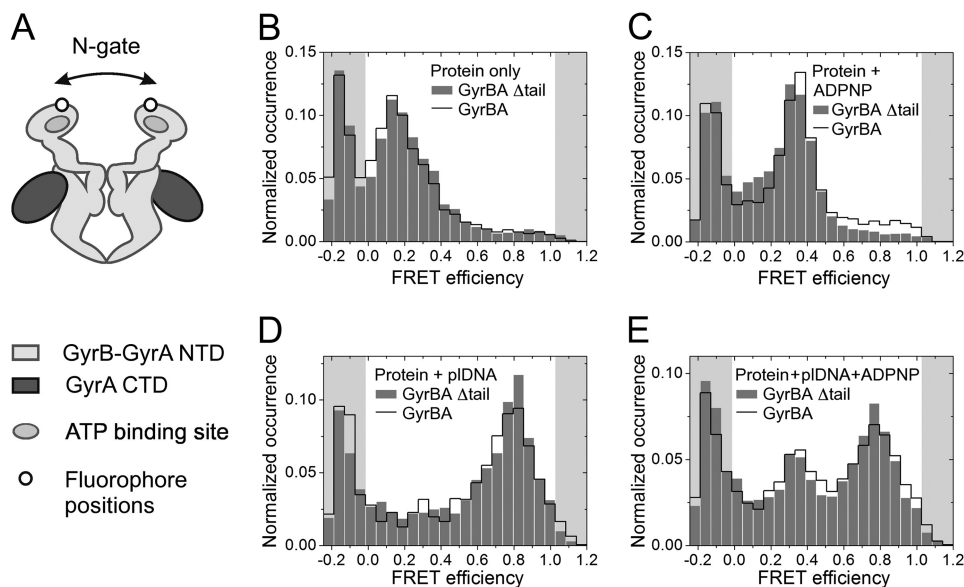 A
N-gate
GyrB-GyrA NTD
GyrA CTD
ATP binding site
Fluorophore
positions
B
Normalized occurrence
0.15
0.10
0.05
0.00
Protein only
GyrBA Δtail
GyrBA
-0.2 0.0 0.2 0.4 0.6 0.8 1.0 1.2
FRET efficiency
C
Normalized occurrence
0.15
0.10
0.05
0.00
Protein +
ADPNP
GyrBA Δtail
GyrBA
-0.2 0.0 0.2 0.4 0.6 0.8 1.0 1.2
FRET efficiency
D
Normalized occurrence
0.10
0.05
0.00
Protein + plDNA
GyrBA Δtail
GyrBA
-0.2 0.0 0.2 0.4 0.6 0.8 1.0 1.2
FRET efficiency
E
Normalized occurrence
0.10
0.05
0.00
Protein+plDNA+ADPNP
GyrBA Δtail
GyrBA
-0.2 0.0 0.2 0.4 0.6 0.8 1.0 1.2
FRET efficiency